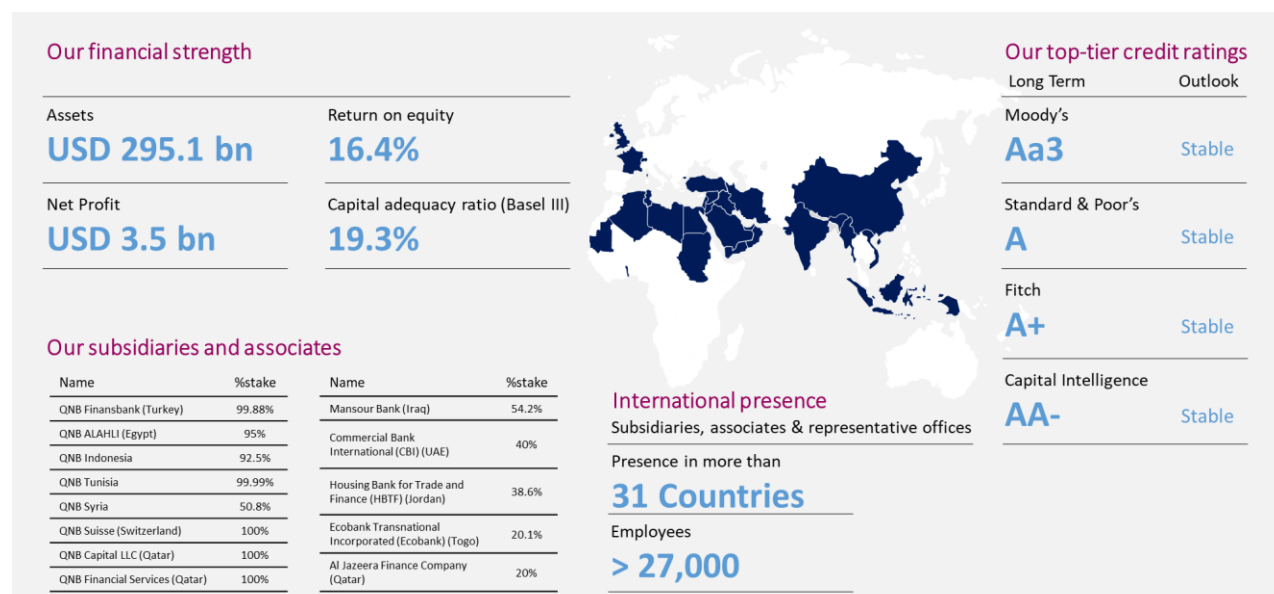 Our financial strength
Assets
USD 295.1 bn
Return on equity
16.4%
Net Profit
USD 3.5 bn
Capital adequacy ratio (Basel III)
19.3%
Our subsidiaries and associates
Name %stake
QNB Finansbank (Turkey) 99.88%
QNB ALAHLI (Egypt) 95%
QNB Indonesia 92.5%
QNB Tunisia 99.99%
QNB Syria 50.8%
QNB Suisse (Switzerland) 100%
QNB Capital LLC (Qatar) 100%
QNB Financial Services (Qatar) 100%
Name %stake
Mansour Bank (Iraq) 54.2%
Commercial Bank
International (CBI) (UAE) 40%
Housing Bank for Trade and
Finance (HBTF) (Jordan) 38.6%
Ecobank Transnational
Incorporated (Ecobank) (Togo) 20.1%
Al Jazeera Finance Company
(Qatar) 20%
International presence
Subsidiaries, associates & representative offices
Presence in more than
31 Countries
Employees
> 27,000
Our top-tier credit ratings
Long Term Outlook
Moody's
Aa3 Stable
Standard & Poor's
A Stable
Fitch
A+ Stable
Capital Intelligence
AA- Stable